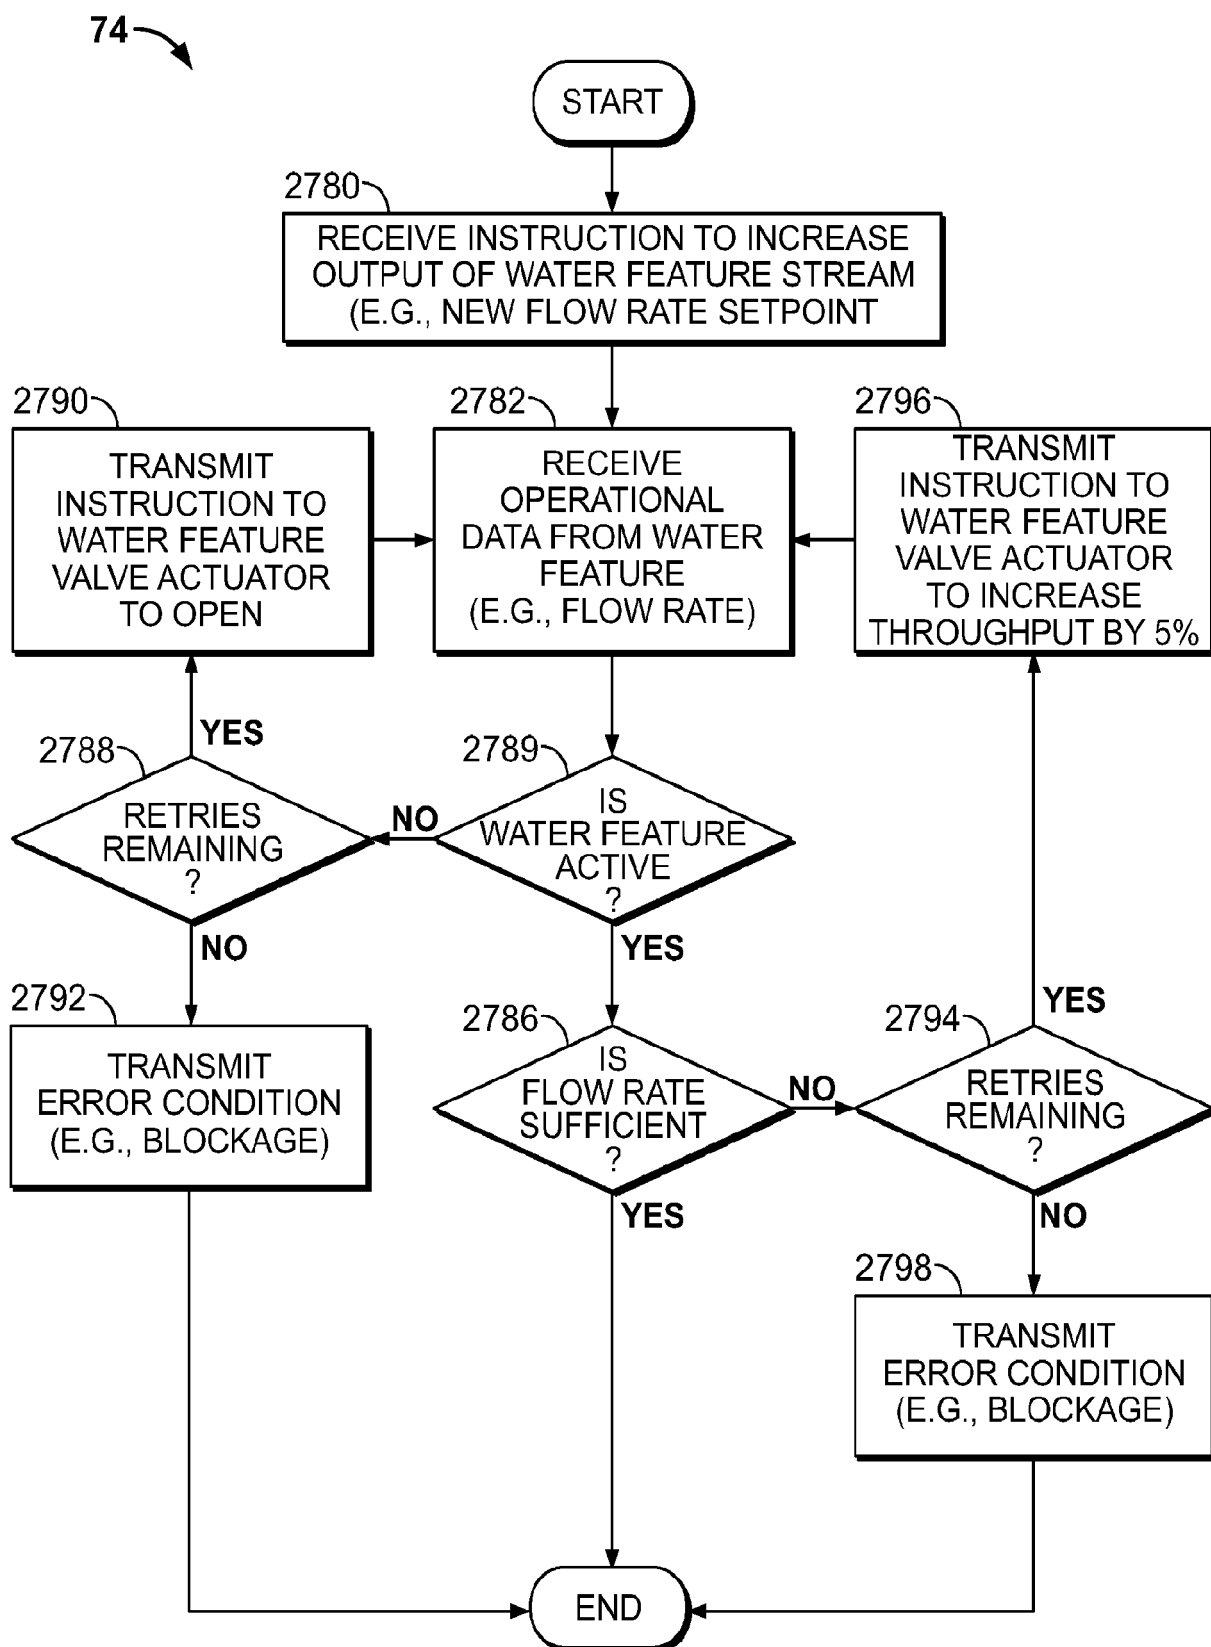 74
START
2780
RECEIVE INSTRUCTION TO INCREASE
OUTPUT OF WATER FEATURE STREAM
(E.G., NEW FLOW RATE SETPOINT
2790
TRANSMIT
INSTRUCTION TO
WATER FEATURE
VALVE ACTUATOR
TO OPEN
2782
RECEIVE
OPERATIONAL
DATA FROM WATER
FEATURE
(E.G., FLOW RATE)
2796
TRANSMIT
INSTRUCTION TO
WATER FEATURE
VALVE ACTUATOR
TO INCREASE
THROUGHPUT BY 5%
YES
2788
RETRIES
REMAINING
?
NO
2789
IS
WATER FEATURE
ACTIVE
?
NO
YES
2792
TRANSMIT
ERROR CONDITION
(E.G., BLOCKAGE)
2786
IS
FLOW RATE
SUFFICIENT
?
NO
YES
YES
2794
RETRIES
REMAINING
?
NO
2798
TRANSMIT
ERROR CONDITION
(E.G., BLOCKAGE)
END